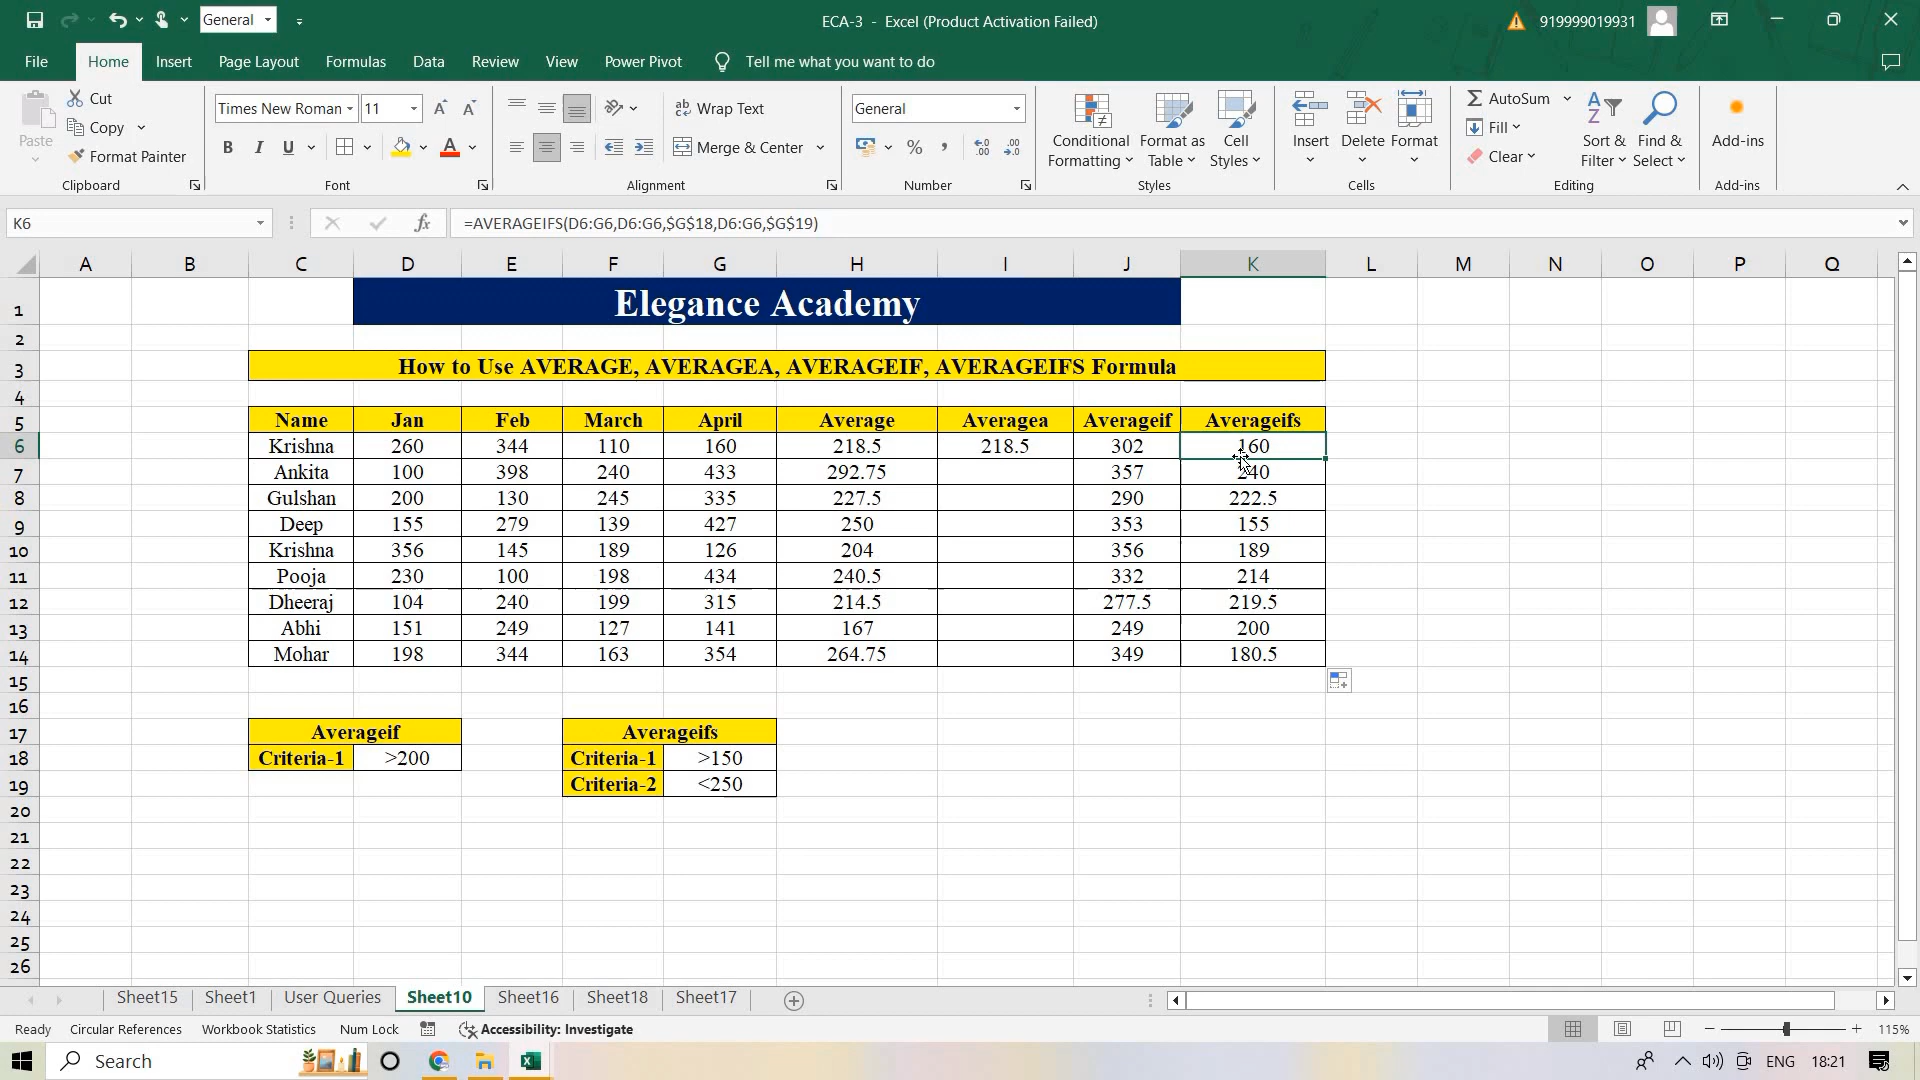 General
ECA-3 - Excel (Product Activation Failed)
919999019931
File Home Insert Page Layout Formulas Data Review View Power Pivot Tell me what you want to do
Paste
Cut
Copy
Format Painter
Clipboard
Times New Roman 11
B I U
Font
Wrap Text
Merge & Center
Alignment
General
Number
Conditional Formatting
Format as Table
Cell Styles
Styles
Insert
Delete
Format
Cells
AutoSum
Fill
Clear
Sort & Filter
Find & Select
Editing
Add-ins
Add-ins
K6
fx
=AVERAGEIFS(D6:G6,D6:G6,$G$18,D6:G6,$G$19)
A B C D E F G H I J K L M N O P Q
1 Elegance Academy
2
3 How to Use AVERAGE, AVERAGEA, AVERAGEIF, AVERAGEIFS Formula
4
5 Name Jan Feb March April Average Averagea Averageif Averageifs
6 Krishna 260 344 110 160 218.5 218.5 302 160
7 Ankita 100 398 240 433 292.75 357 240
8 Gulshan 200 130 245 335 227.5 290 222.5
9 Deep 155 279 139 427 250 353 155
10 Krishna 356 145 189 126 204 356 189
11 Pooja 230 100 198 434 240.5 332 214
12 Dheeraj 104 240 199 315 214.5 277.5 219.5
13 Abhi 151 249 127 141 167 249 200
14 Mohar 198 344 163 354 264.75 349 180.5
15
16
17 Averageif Averageifs
18 Criteria-1 >200 Criteria-1 >150
19 Criteria-2 <250
20
21
22
23
24
25
26
Sheet15 Sheet1 User Queries Sheet10 Sheet16 Sheet18 Sheet17
Ready Circular References Workbook Statistics Num Lock Accessibility: Investigate 115%
Search
ENG 18:21